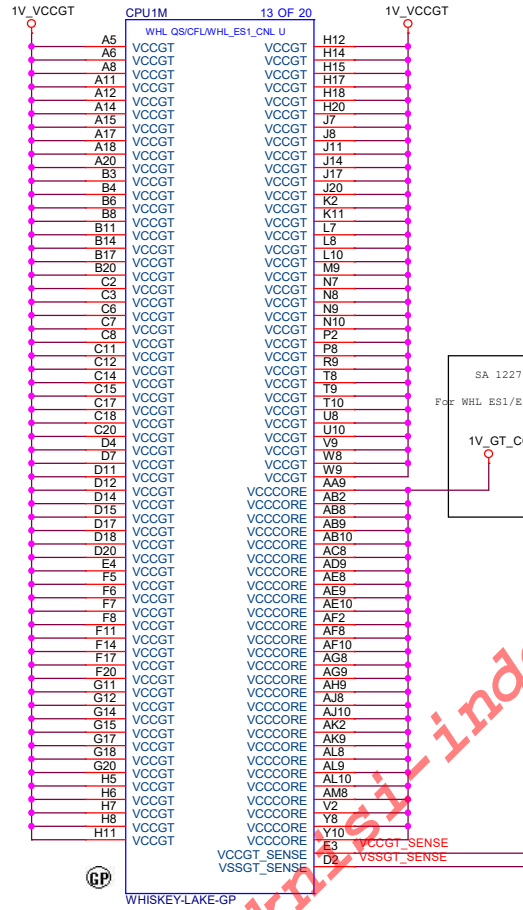 1V_VCCGT CPU1M 13 OF 20 1V_VCCGT
WHL QS/CFL/WHL_ES1_CNL U
A5 VCCGT VCCGT H12
A6 VCCGT VCCGT H14
A8 VCCGT VCCGT H15
A11 VCCGT VCCGT H17
A12 VCCGT VCCGT H18
A14 VCCGT VCCGT H20
A15 VCCGT VCCGT J7
A17 VCCGT VCCGT J8
A18 VCCGT VCCGT J11
A20 VCCGT VCCGT J14
B3 VCCGT VCCGT J17
B4 VCCGT VCCGT J20
B6 VCCGT VCCGT K2
B8 VCCGT VCCGT K11
B11 VCCGT VCCGT L7
B14 VCCGT VCCGT L8
B17 VCCGT VCCGT L10
B20 VCCGT VCCGT M9
C2 VCCGT VCCGT N7
C3 VCCGT VCCGT N8
C6 VCCGT VCCGT N9
C7 VCCGT VCCGT N10
C8 VCCGT VCCGT P2
C11 VCCGT VCCGT P8
C12 VCCGT VCCGT R9
C14 VCCGT VCCGT T8
C15 VCCGT VCCGT T9
C17 VCCGT VCCGT T10
C18 VCCGT VCCGT U8
C20 VCCGT VCCGT U10
D4 VCCGT VCCGT V9
D7 VCCGT VCCGT W8
D11 VCCGT VCCGT W9
D12 VCCGT VCCCORE AA9
D14 VCCGT VCCCORE AB2
D15 VCCGT VCCCORE AB8
D17 VCCGT VCCCORE AB9
D18 VCCGT VCCCORE AB10
D20 VCCGT VCCCORE AC8
E4 VCCGT VCCCORE AD9
F5 VCCGT VCCCORE AE8
F6 VCCGT VCCCORE AE9
F7 VCCGT VCCCORE AE10
F8 VCCGT VCCCORE AF2
F11 VCCGT VCCCORE AF8
F14 VCCGT VCCCORE AF10
F17 VCCGT VCCCORE AG8
F20 VCCGT VCCCORE AG9
G11 VCCGT VCCCORE AH9
G12 VCCGT VCCCORE AJ8
G14 VCCGT VCCCORE AJ10
G15 VCCGT VCCCORE AK2
G17 VCCGT VCCCORE AK9
G18 VCCGT VCCCORE AL8
G20 VCCGT VCCCORE AL9
H5 VCCGT VCCCORE AL10
H6 VCCGT VCCCORE AM8
H7 VCCGT VCCCORE V2
H8 VCCGT VCCCORE Y8
H11 VCCGT VCCCORE Y10
VCCGT_SENSE E3 VCCGT_SENSE
VSSGT_SENSE D2 VSSGT_SENSE
GP
WHISKEY-LAKE-GP
SA 1227
For WHL ES1/E
1V_GT_C
knisi-inde